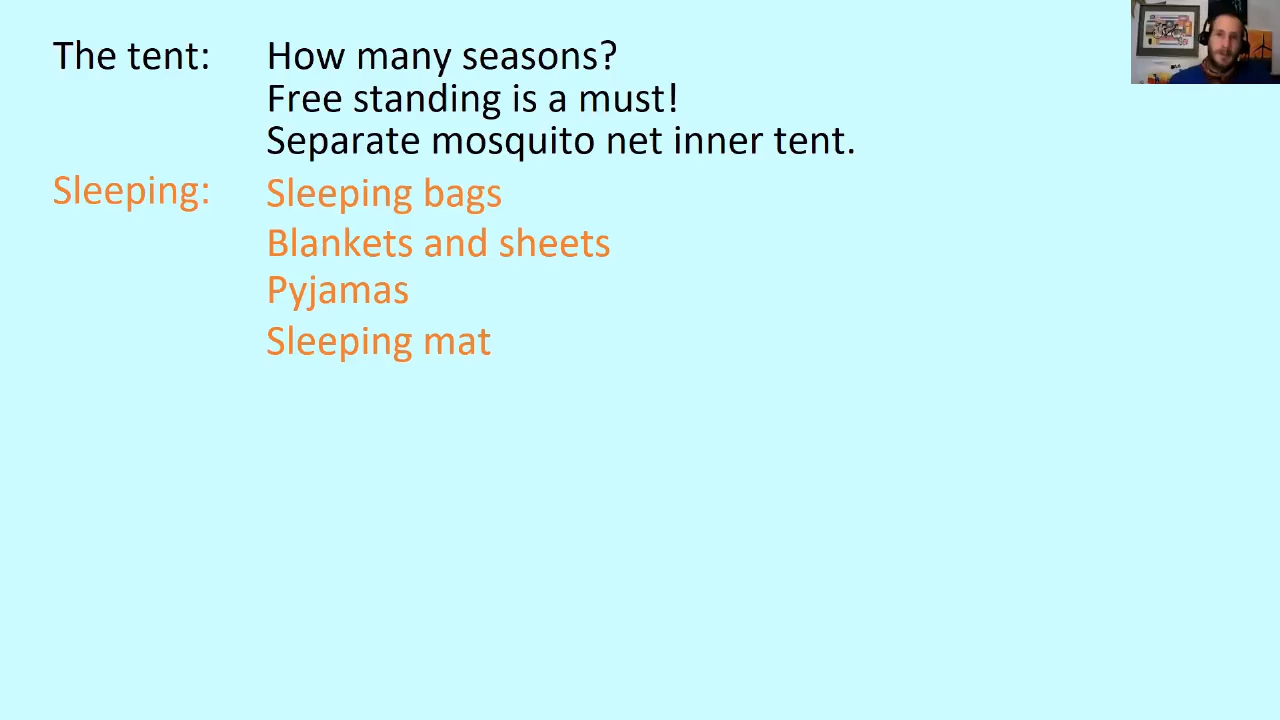 The tent: How many seasons?
Free standing is a must!
Separate mosquito net inner tent.
Sleeping: Sleeping bags
Blankets and sheets
Pyjamas
Sleeping mat